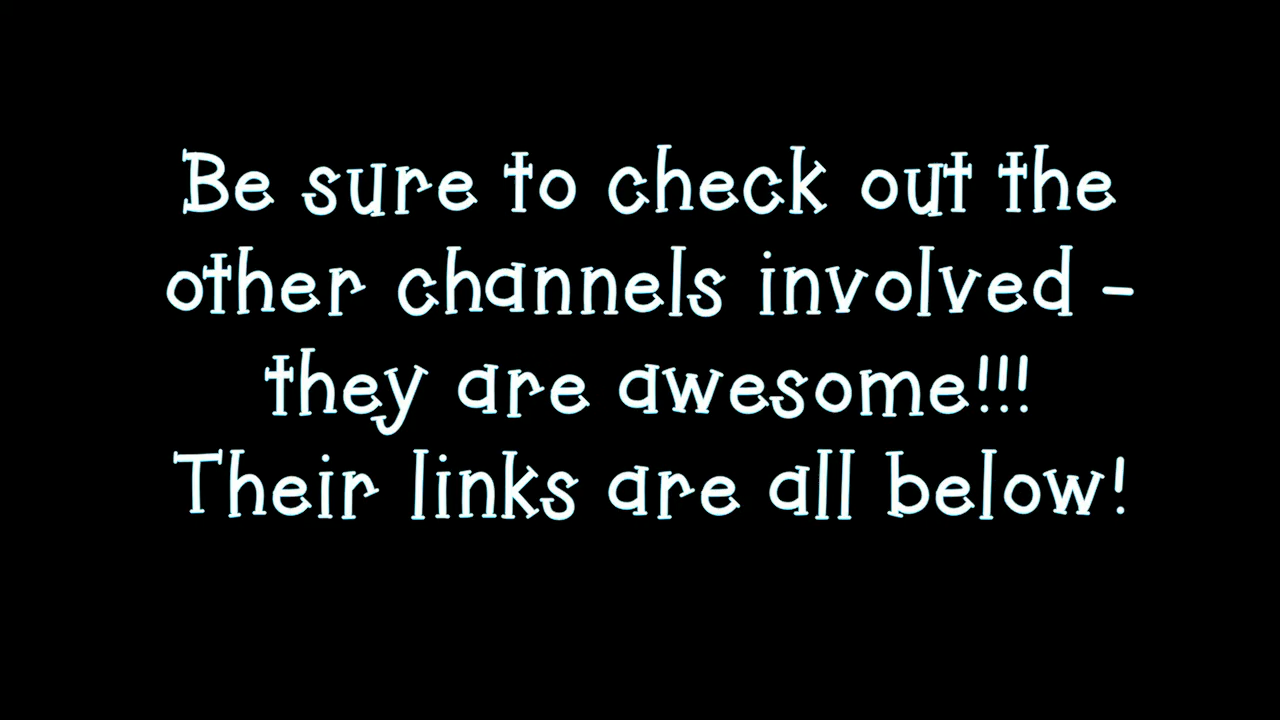 Be sure to check out the
other channels involved -
they are awesome!!!
Their links are all below!